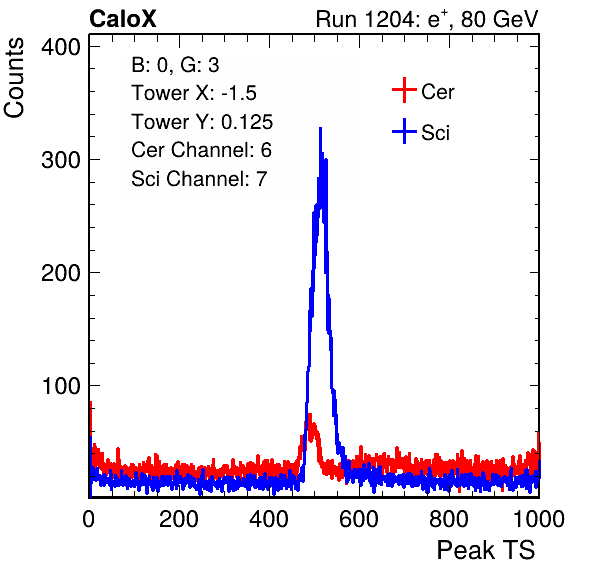 CaloX Run 1204: e⁺, 80 GeV
Counts
400
300
200
100
B: 0, G: 3
Tower X: -1.5
Tower Y: 0.125
Cer Channel: 6
Sci Channel: 7
Cer
Sci
0 200 400 600 800 1000
Peak TS